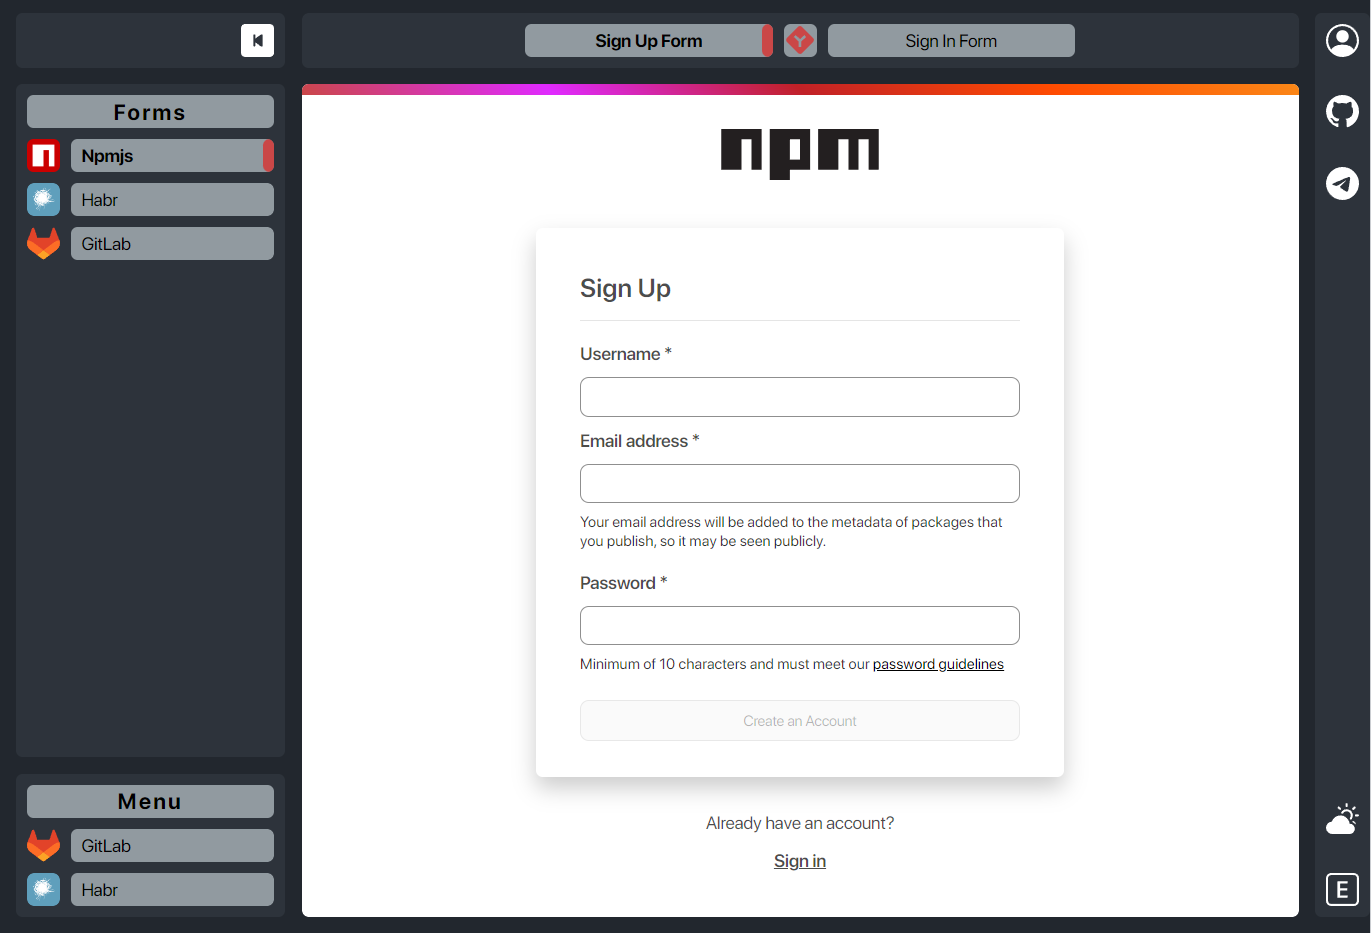 Sign Up Form
Sign In Form
Forms
Npmjs
Habr
GitLab
Menu
GitLab
Habr
npm
Sign Up
Username *
Email address *
Your email address will be added to the metadata of packages that
you publish, so it may be seen publicly.
Password *
Minimum of 10 characters and must meet our password guidelines
Create an Account
Already have an account?
Sign in
E